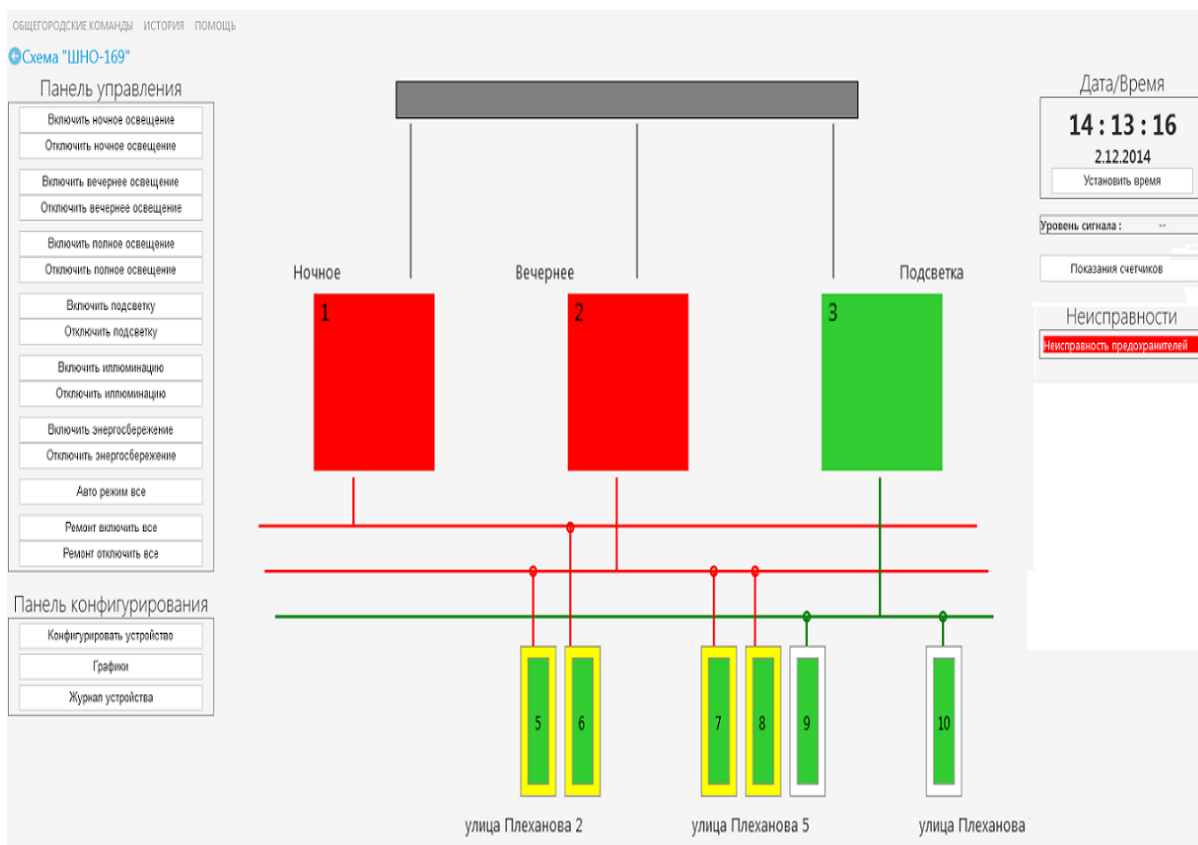 ОБЩЕГОРОДСКИЕ КОМАНДЫ ИСТОРИЯ ПОМОЩЬ
Схема "ШНО-169"
Панель управления
Включить ночное освещение
Отключить ночное освещение
Включить вечернее освещение
Отключить вечернее освещение
Включить полное освещение
Отключить полное освещение
Включить подсветку
Отключить подсветку
Включить иллюминацию
Отключить иллюминацию
Включить энергосбережение
Отключить энергосбережение
Авто режим все
Ремонт включить все
Ремонт отключить все
Панель конфигурирования
Конфигурировать устройство
Графики
Журнал устройства
Ночное Вечернее Подсветка
1 2 3
5 6 7 8 9 10
улица Плеханова 2 улица Плеханова 5 улица Плеханова
Дата/Время
14 : 13 : 16
2.12.2014
Установить время
Уровень сигнала : --
Показания счетчиков
Неисправности
Неисправность предохранителей